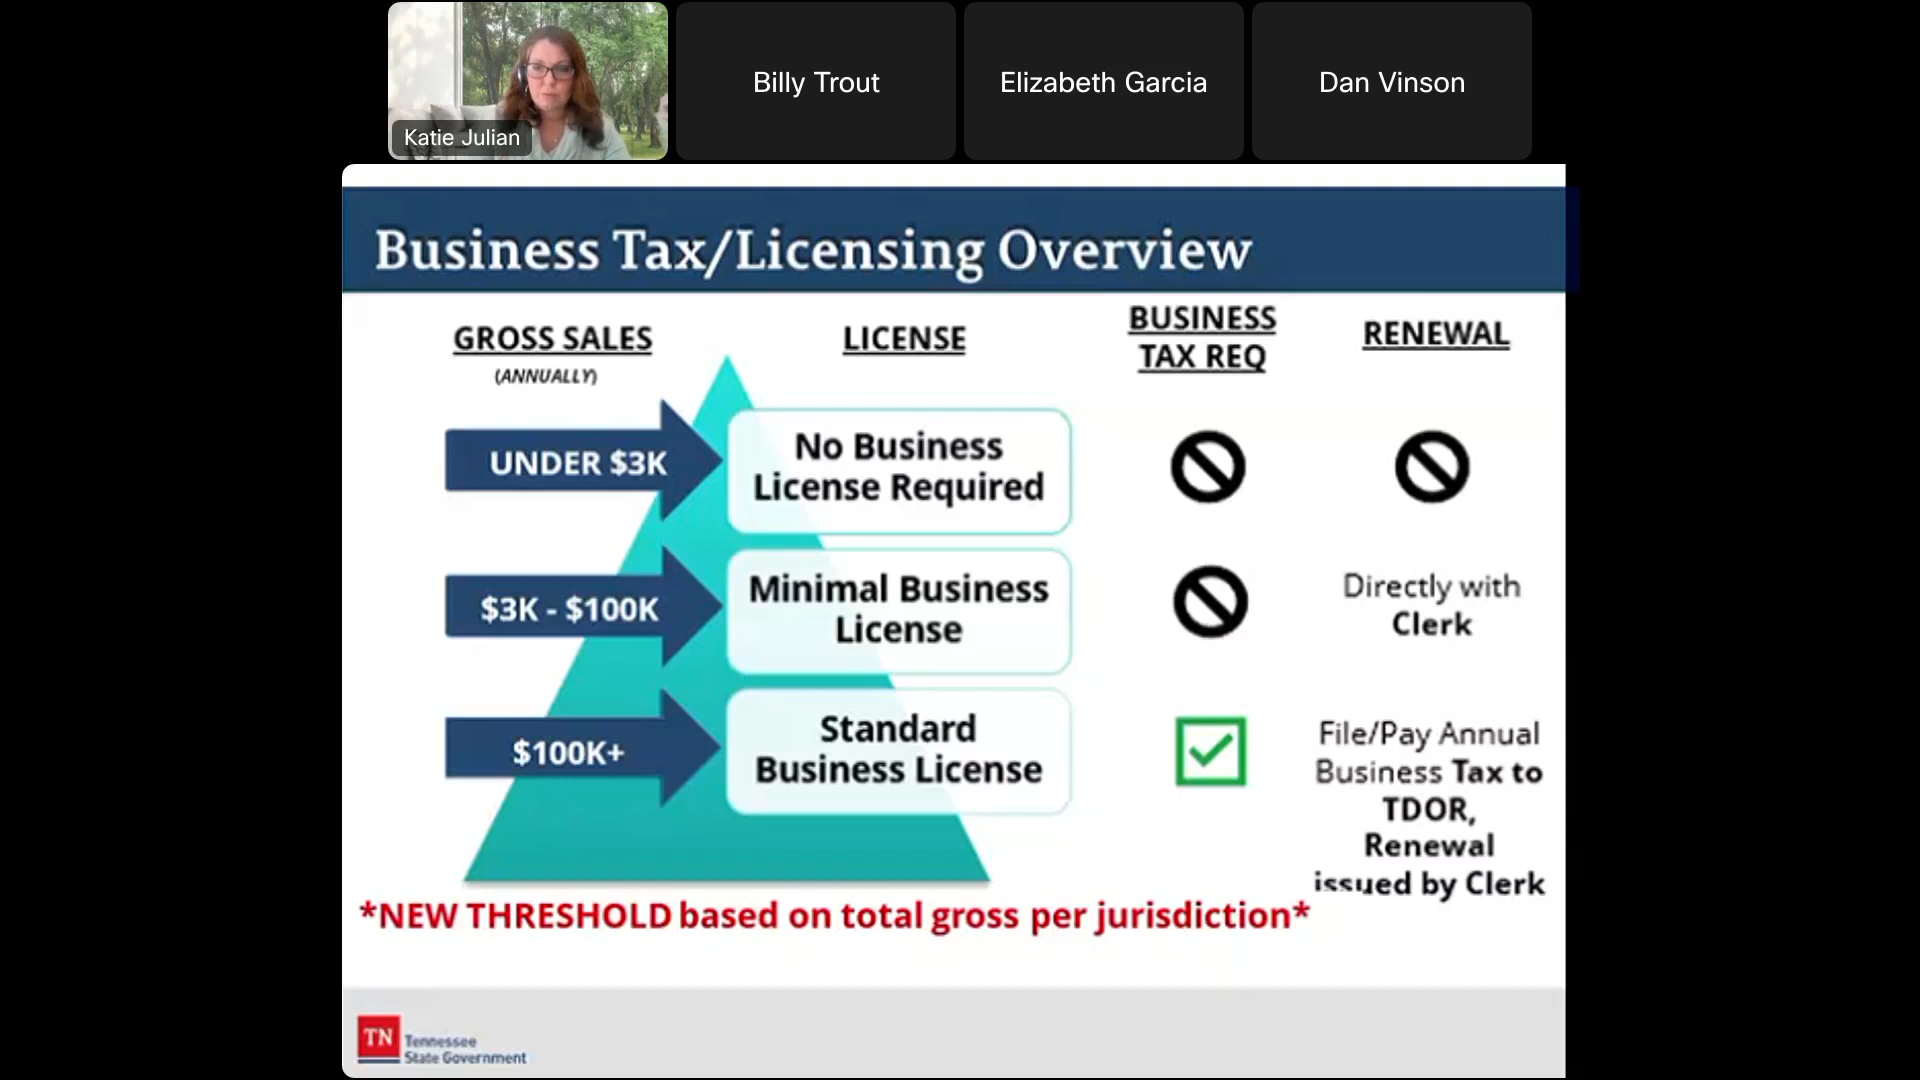 Katie Julian
Billy Trout
Elizabeth Garcia
Dan Vinson
Business Tax/Licensing Overview
GROSS SALES
(ANNUALLY)
LICENSE
BUSINESS
TAX REQ
RENEWAL
UNDER $3K
No Business
License Required
$3K - $100K
Minimal Business
License
Directly with
Clerk
$100K+
Standard
Business License
File/Pay Annual
Business Tax to
TDOR,
Renewal
issued by Clerk
*NEW THRESHOLD based on total gross per jurisdiction*
TN
Tennessee
State Government